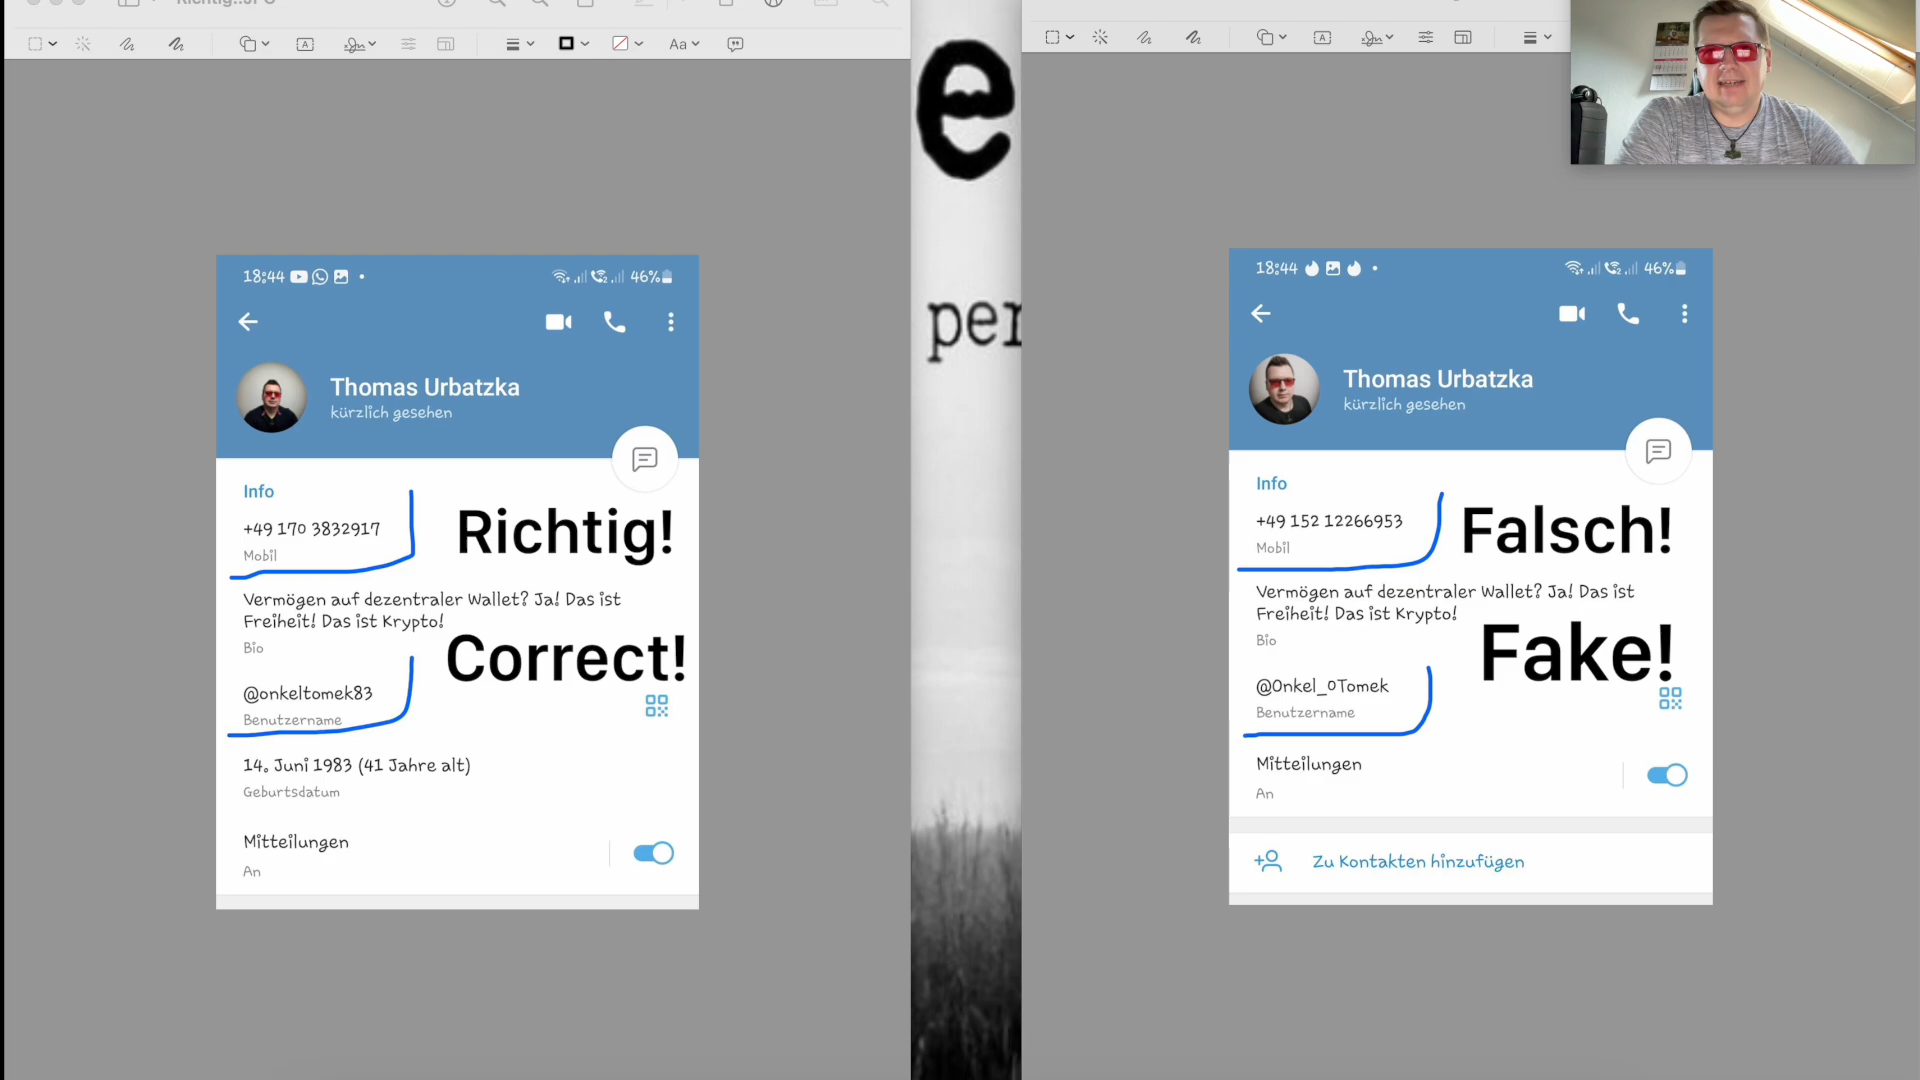 Aa
18:44
46%
Thomas Urbatzka
kürzlich gesehen
Info
+49 170 3832917
Mobil
Richtig!
Vermögen auf dezentraler Wallet? Ja! Das ist
Freiheit! Das ist Krypto!
Bio
Correct!
@onkeltomek83
Benutzername
14. Juni 1983 (41 Jahre alt)
Geburtsdatum
Mitteilungen
An
e
per
18:44
46%
Thomas Urbatzka
kürzlich gesehen
Info
+49 152 12266953
Mobil
Falsch!
Vermögen auf dezentraler Wallet? Ja! Das ist
Freiheit! Das ist Krypto!
Bio
Fake!
@Onkel_0Tomek
Benutzername
Mitteilungen
An
Zu Kontakten hinzufügen